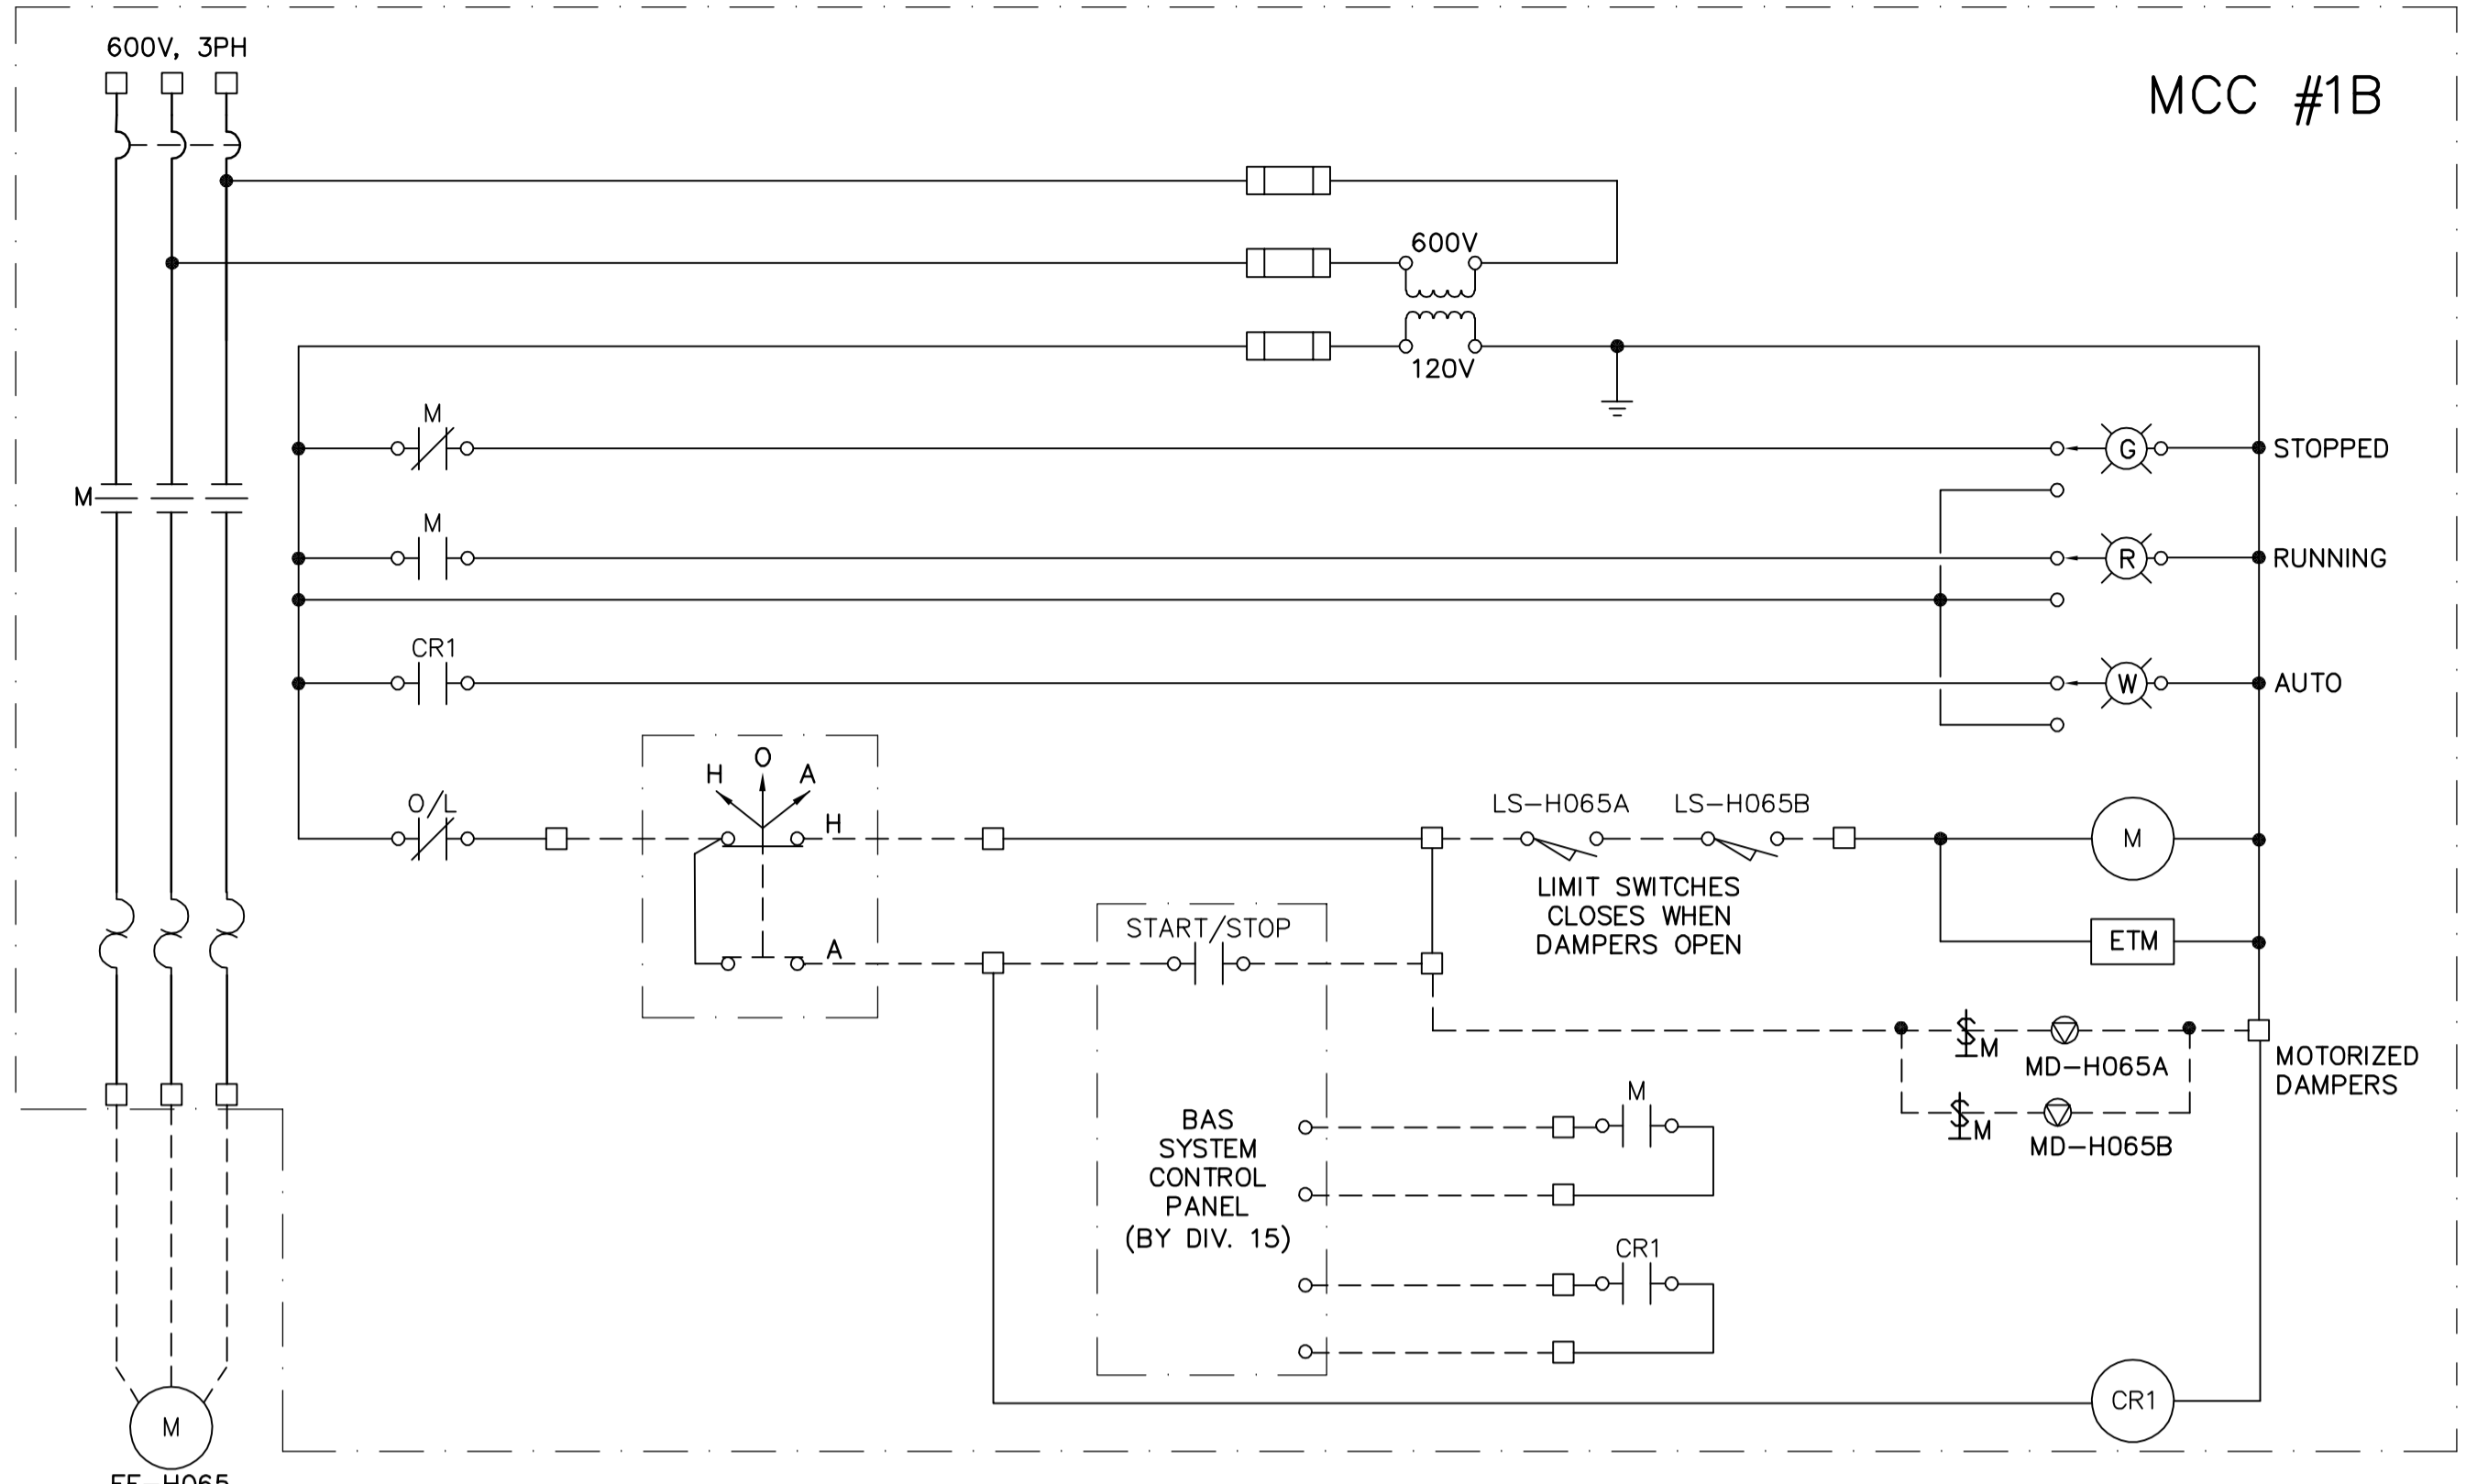 600V, 3PH
MCC #1B
600V
120V
M
G
STOPPED
M
M
R
RUNNING
CR1
W
AUTO
H
O
A
O/L
H
LS-H065A
LS-H065B
M
LIMIT SWITCHES
CLOSES WHEN
DAMPERS OPEN
START/STOP
A
ETM
M
MD-H065A
MOTORIZED
DAMPERS
M
MD-H065B
M
BAS
SYSTEM
CONTROL
PANEL
(BY DIV. 15)
CR1
CR1
M